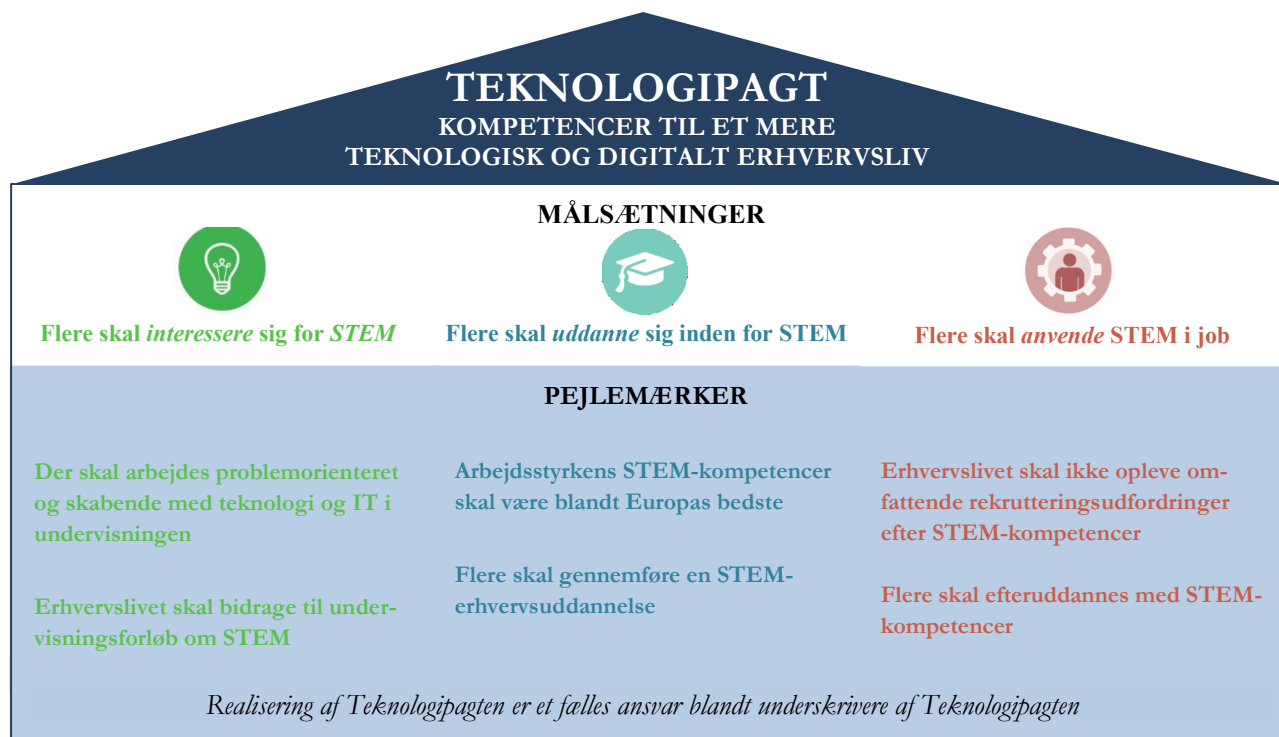 TEKNOLOGIPAGT
KOMPETENCER TIL ET MERE
TEKNOLOGISK OG DIGITALT ERHVERVSLIV
MÅLSÆTNINGER
Flere skal interessere sig for STEM
Flere skal uddanne sig inden for STEM
Flere skal anvende STEM i job
PEJLEMÆRKER
Der skal arbejdes problemorienteret
og skabende med teknologi og IT i
undervisningen
Erhvervslivet skal bidrage til under-
visningsforløb om STEM
Arbejdsstyrkens STEM-kompetencer
skal være blandt Europas bedste
Flere skal gennemføre en STEM-
erhvervsuddannelse
Erhvervslivet skal ikke opleve om-
fattende rekrutteringsudfordringer
efter STEM-kompetencer
Flere skal efteruddannes med STEM-
kompetencer
Realisering af Teknologipagten er et fælles ansvar blandt underskrivere af Teknologipagten